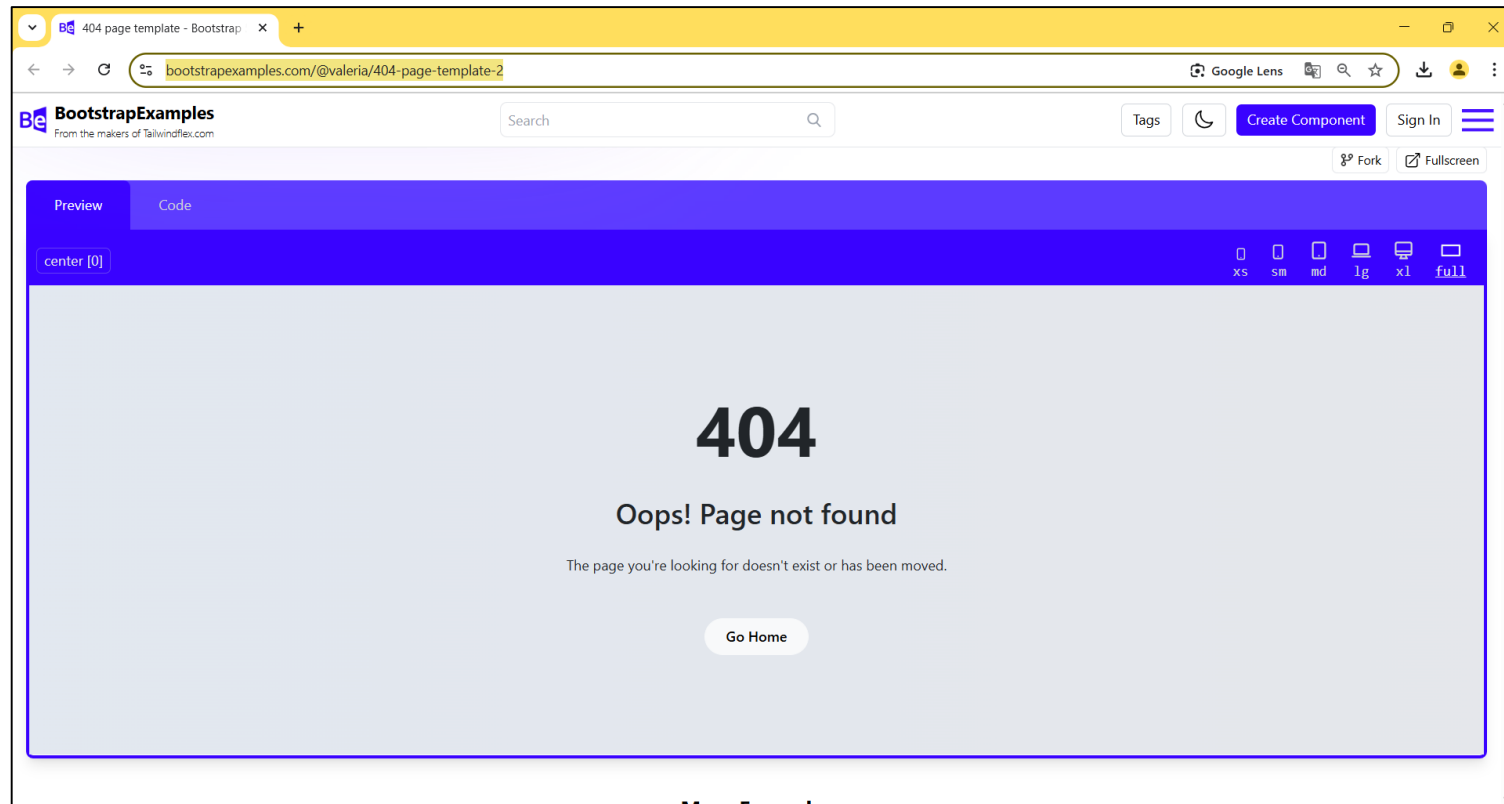 404 page template - Bootstrap
bootstrapexamples.com/@valeria/404-page-template-2
Google Lens
Be BootstrapExamples
From the makers of Tailwindflex.com
Search
Tags
Create Component
Sign In
Fork
Fullscreen
Preview
Code
center [0]
xs
sm
md
lg
xl
full
404
Oops! Page not found
The page you're looking for doesn't exist or has been moved.
Go Home